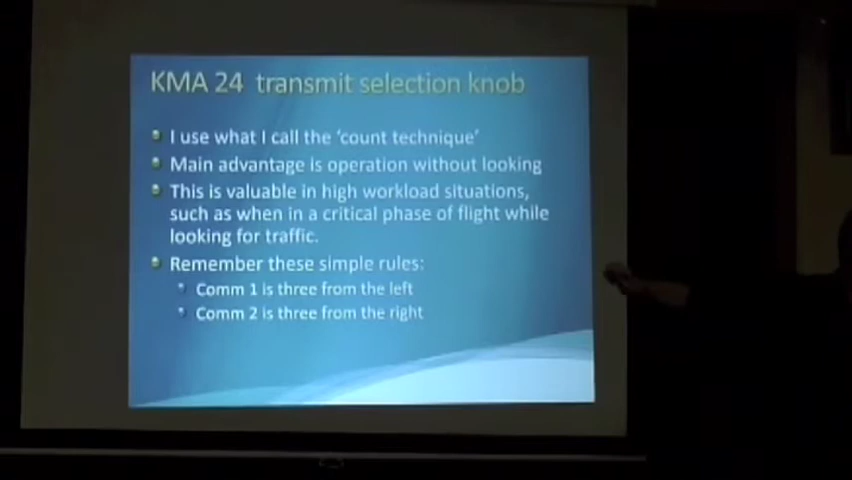 KMA 24 transmit selection knob
I use what I call the 'count technique'
Main advantage is operation without looking
This is valuable in high workload situations,
such as when in a critical phase of flight while
looking for traffic.
Remember these simple rules:
Comm 1 is three from the left
Comm 2 is three from the right